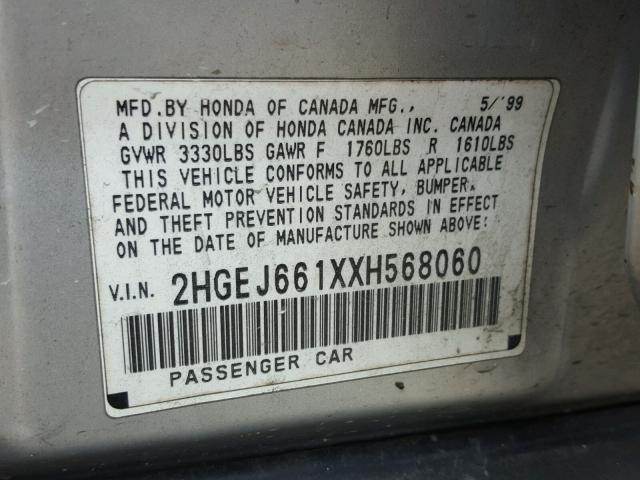 MFD.BY HONDA OF CANADA MFG., 5/'99
A DIVISION OF HONDA CANADA INC. CANADA
GVWR 3330LBS GAWR F 1760LBS R 1610LBS
THIS VEHICLE CONFORMS TO ALL APPLICABLE
FEDERAL MOTOR VEHICLE SAFETY, BUMPER,
AND THEFT PREVENTION STANDARDS IN EFFECT
ON THE DATE OF MANUFACTURE SHOWN ABOVE:
V.I.N. 2HGEJ661XXH568060
PASSENGER CAR